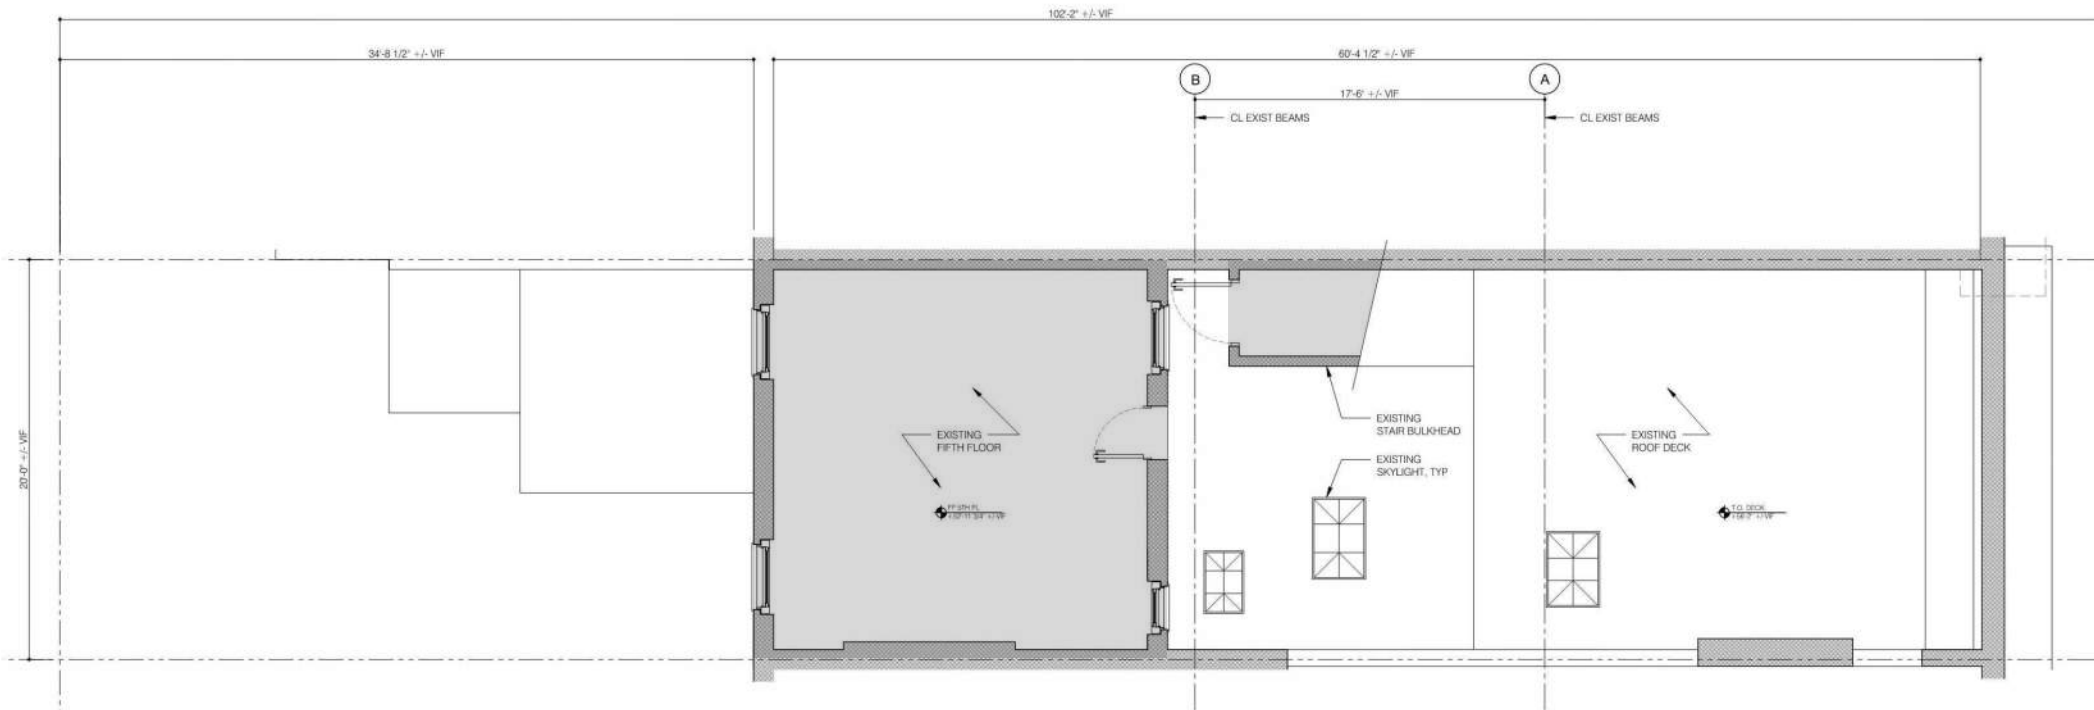 102'-2" +/- VIF
34'-8 1/2" +/- VIF
60'-4 1/2" +/- VIF
B
A
17'-6" +/- VIF
CL EXIST BEAMS
CL EXIST BEAMS
20'-0" +/- VIF
EXISTING
STAIR BULKHEAD
EXISTING
FIFTH FLOOR
EXISTING
ROOF DECK
EXISTING
SKYLIGHT, TYP
T.O. DECK